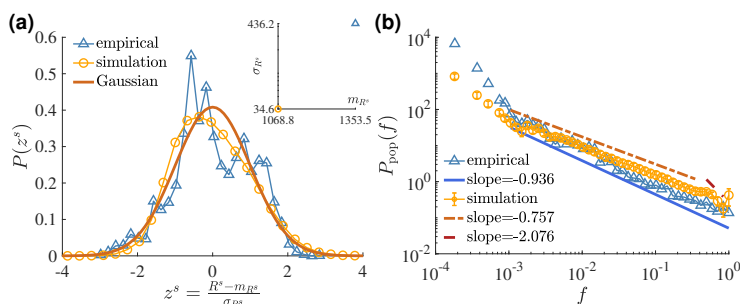 (a)
P(z^s)
0.6
0.5
0.4
0.3
0.2
0.1
0
-4
-2
0
2
4
z^s = (R^s−m_{R^s})/σ_{R^s}
empirical
simulation
Gaussian
436.2
σ_{R^s}
34.6
m_{R^s}
1068.8
1353.5
(b)
P_pop(f)
10^4
10^2
10^0
10^-2
10^-4
10^-3
10^-2
10^-1
10^0
f
empirical
slope=-0.936
simulation
slope=-0.757
slope=-2.076